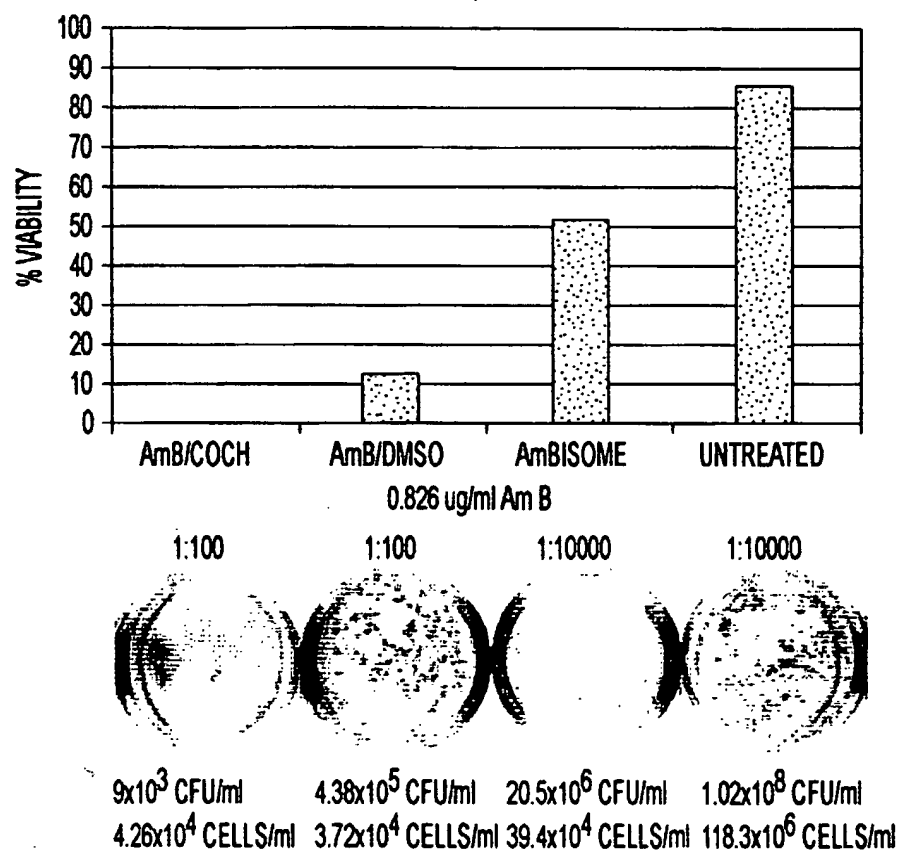 100
90
80
70
60
50
40
30
20
10
0
% VIABILITY
AmB/COCH AmB/DMSO AmBISOME UNTREATED
0.826 ug/ml Am B
1:100 1:100 1:10000 1:10000
9x10³ CFU/ml 4.38x10⁵ CFU/ml 20.5x10⁶ CFU/ml 1.02x10⁸ CFU/ml
4.26x10⁴ CELLS/ml 3.72x10⁴ CELLS/ml 39.4x10⁴ CELLS/ml 118.3x10⁶ CELLS/ml